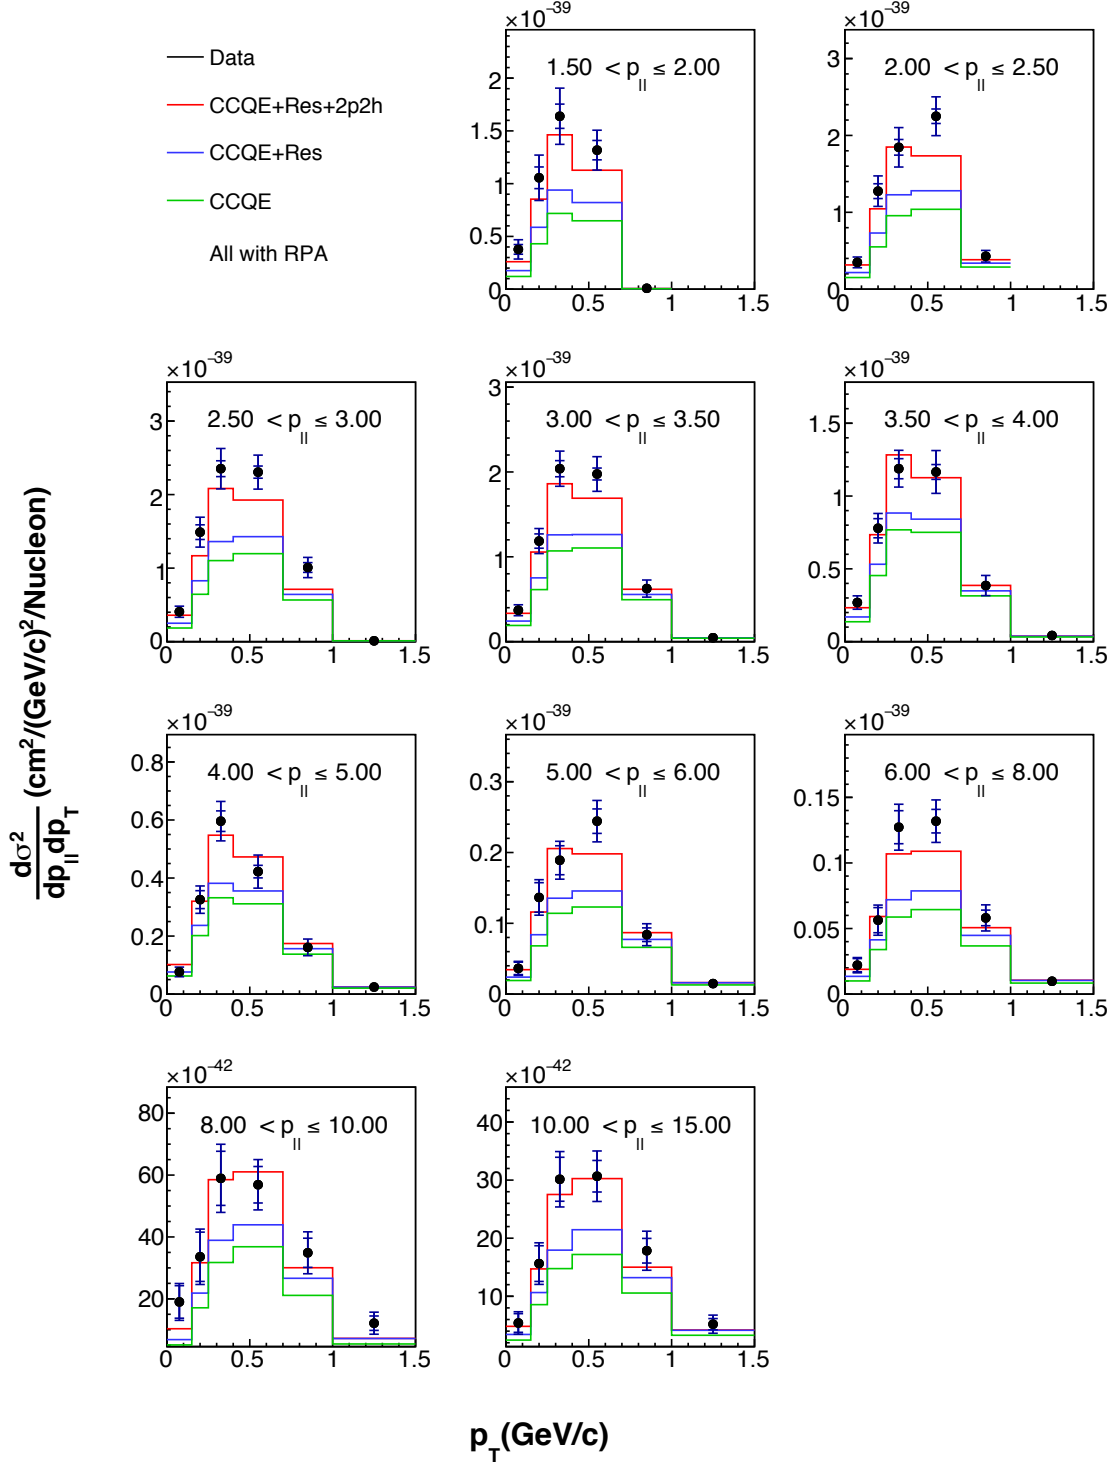 Data
CCQE+Res+2p2h
CCQE+Res
CCQE
All with RPA
×10⁻³⁹
1.50 < p_|| ≤ 2.00
2
1.5
1
0.5
0
0 0.5 1 1.5
×10⁻³⁹
2.00 < p_|| ≤ 2.50
3
2
1
0
0 0.5 1 1.5
×10⁻³⁹
2.50 < p_|| ≤ 3.00
3
2
1
0
0 0.5 1 1.5
×10⁻³⁹
3.00 < p_|| ≤ 3.50
3
2
1
0
0 0.5 1 1.5
×10⁻³⁹
3.50 < p_|| ≤ 4.00
1.5
1
0.5
0
0 0.5 1 1.5
×10⁻³⁹
4.00 < p_|| ≤ 5.00
0.8
0.6
0.4
0.2
0
0 0.5 1 1.5
×10⁻³⁹
5.00 < p_|| ≤ 6.00
0.3
0.2
0.1
0
0 0.5 1 1.5
×10⁻³⁹
6.00 < p_|| ≤ 8.00
0.15
0.1
0.05
0
0 0.5 1 1.5
×10⁻⁴²
8.00 < p_|| ≤ 10.00
80
60
40
20
0 0.5 1 1.5
×10⁻⁴²
10.00 < p_|| ≤ 15.00
40
30
20
10
0 0.5 1 1.5
dσ²
dp_||dp_T (cm²/(GeV/c)²/Nucleon)
p_T(GeV/c)